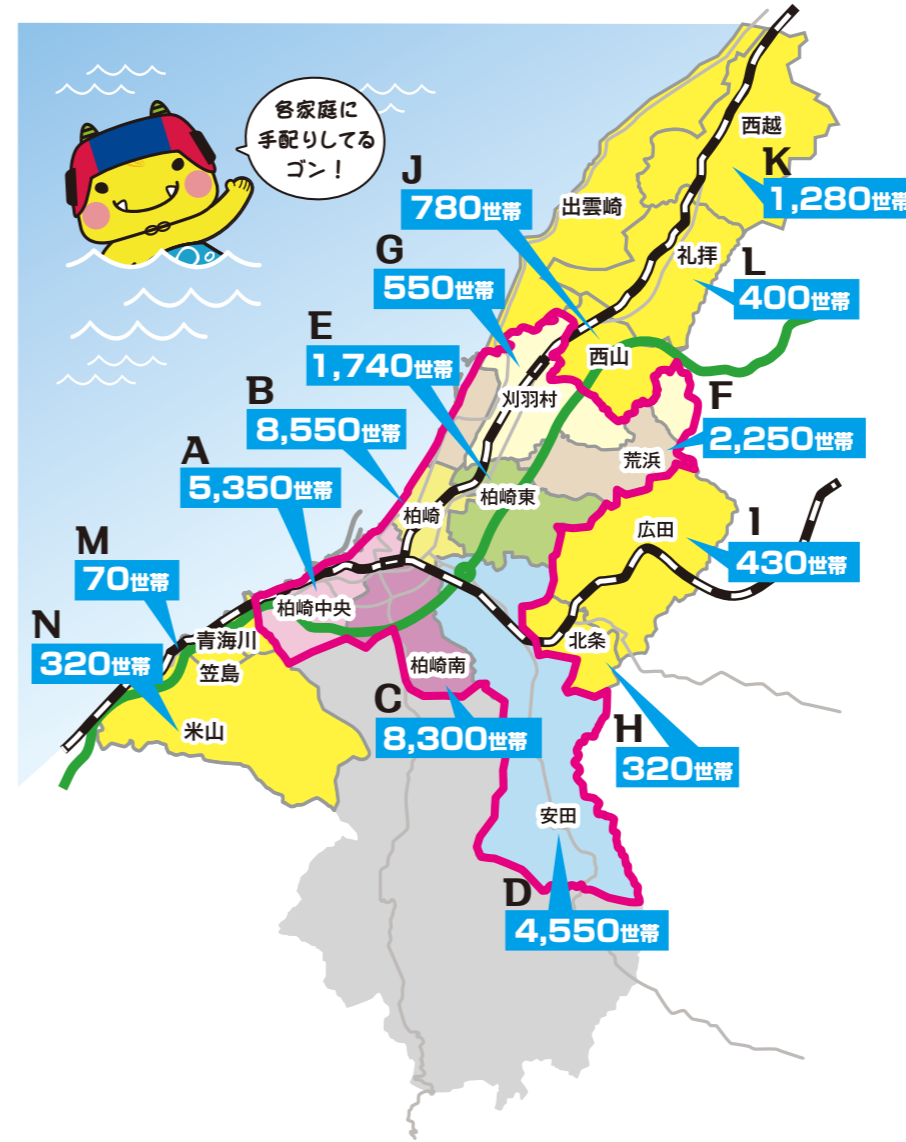 各家庭に
手配りしてる
ゴン！
西越
K
1,280世帯
J
780世帯
出雲崎
礼拝
L
400世帯
G
550世帯
E
1,740世帯
西山
刈羽村
F
2,250世帯
B
8,550世帯
荒浜
A
5,350世帯
柏崎
柏崎東
広田
I
430世帯
M
70世帯
柏崎中央
N
320世帯
青海川
笠島
北条
柏崎南
米山
C
8,300世帯
H
320世帯
安田
D
4,550世帯